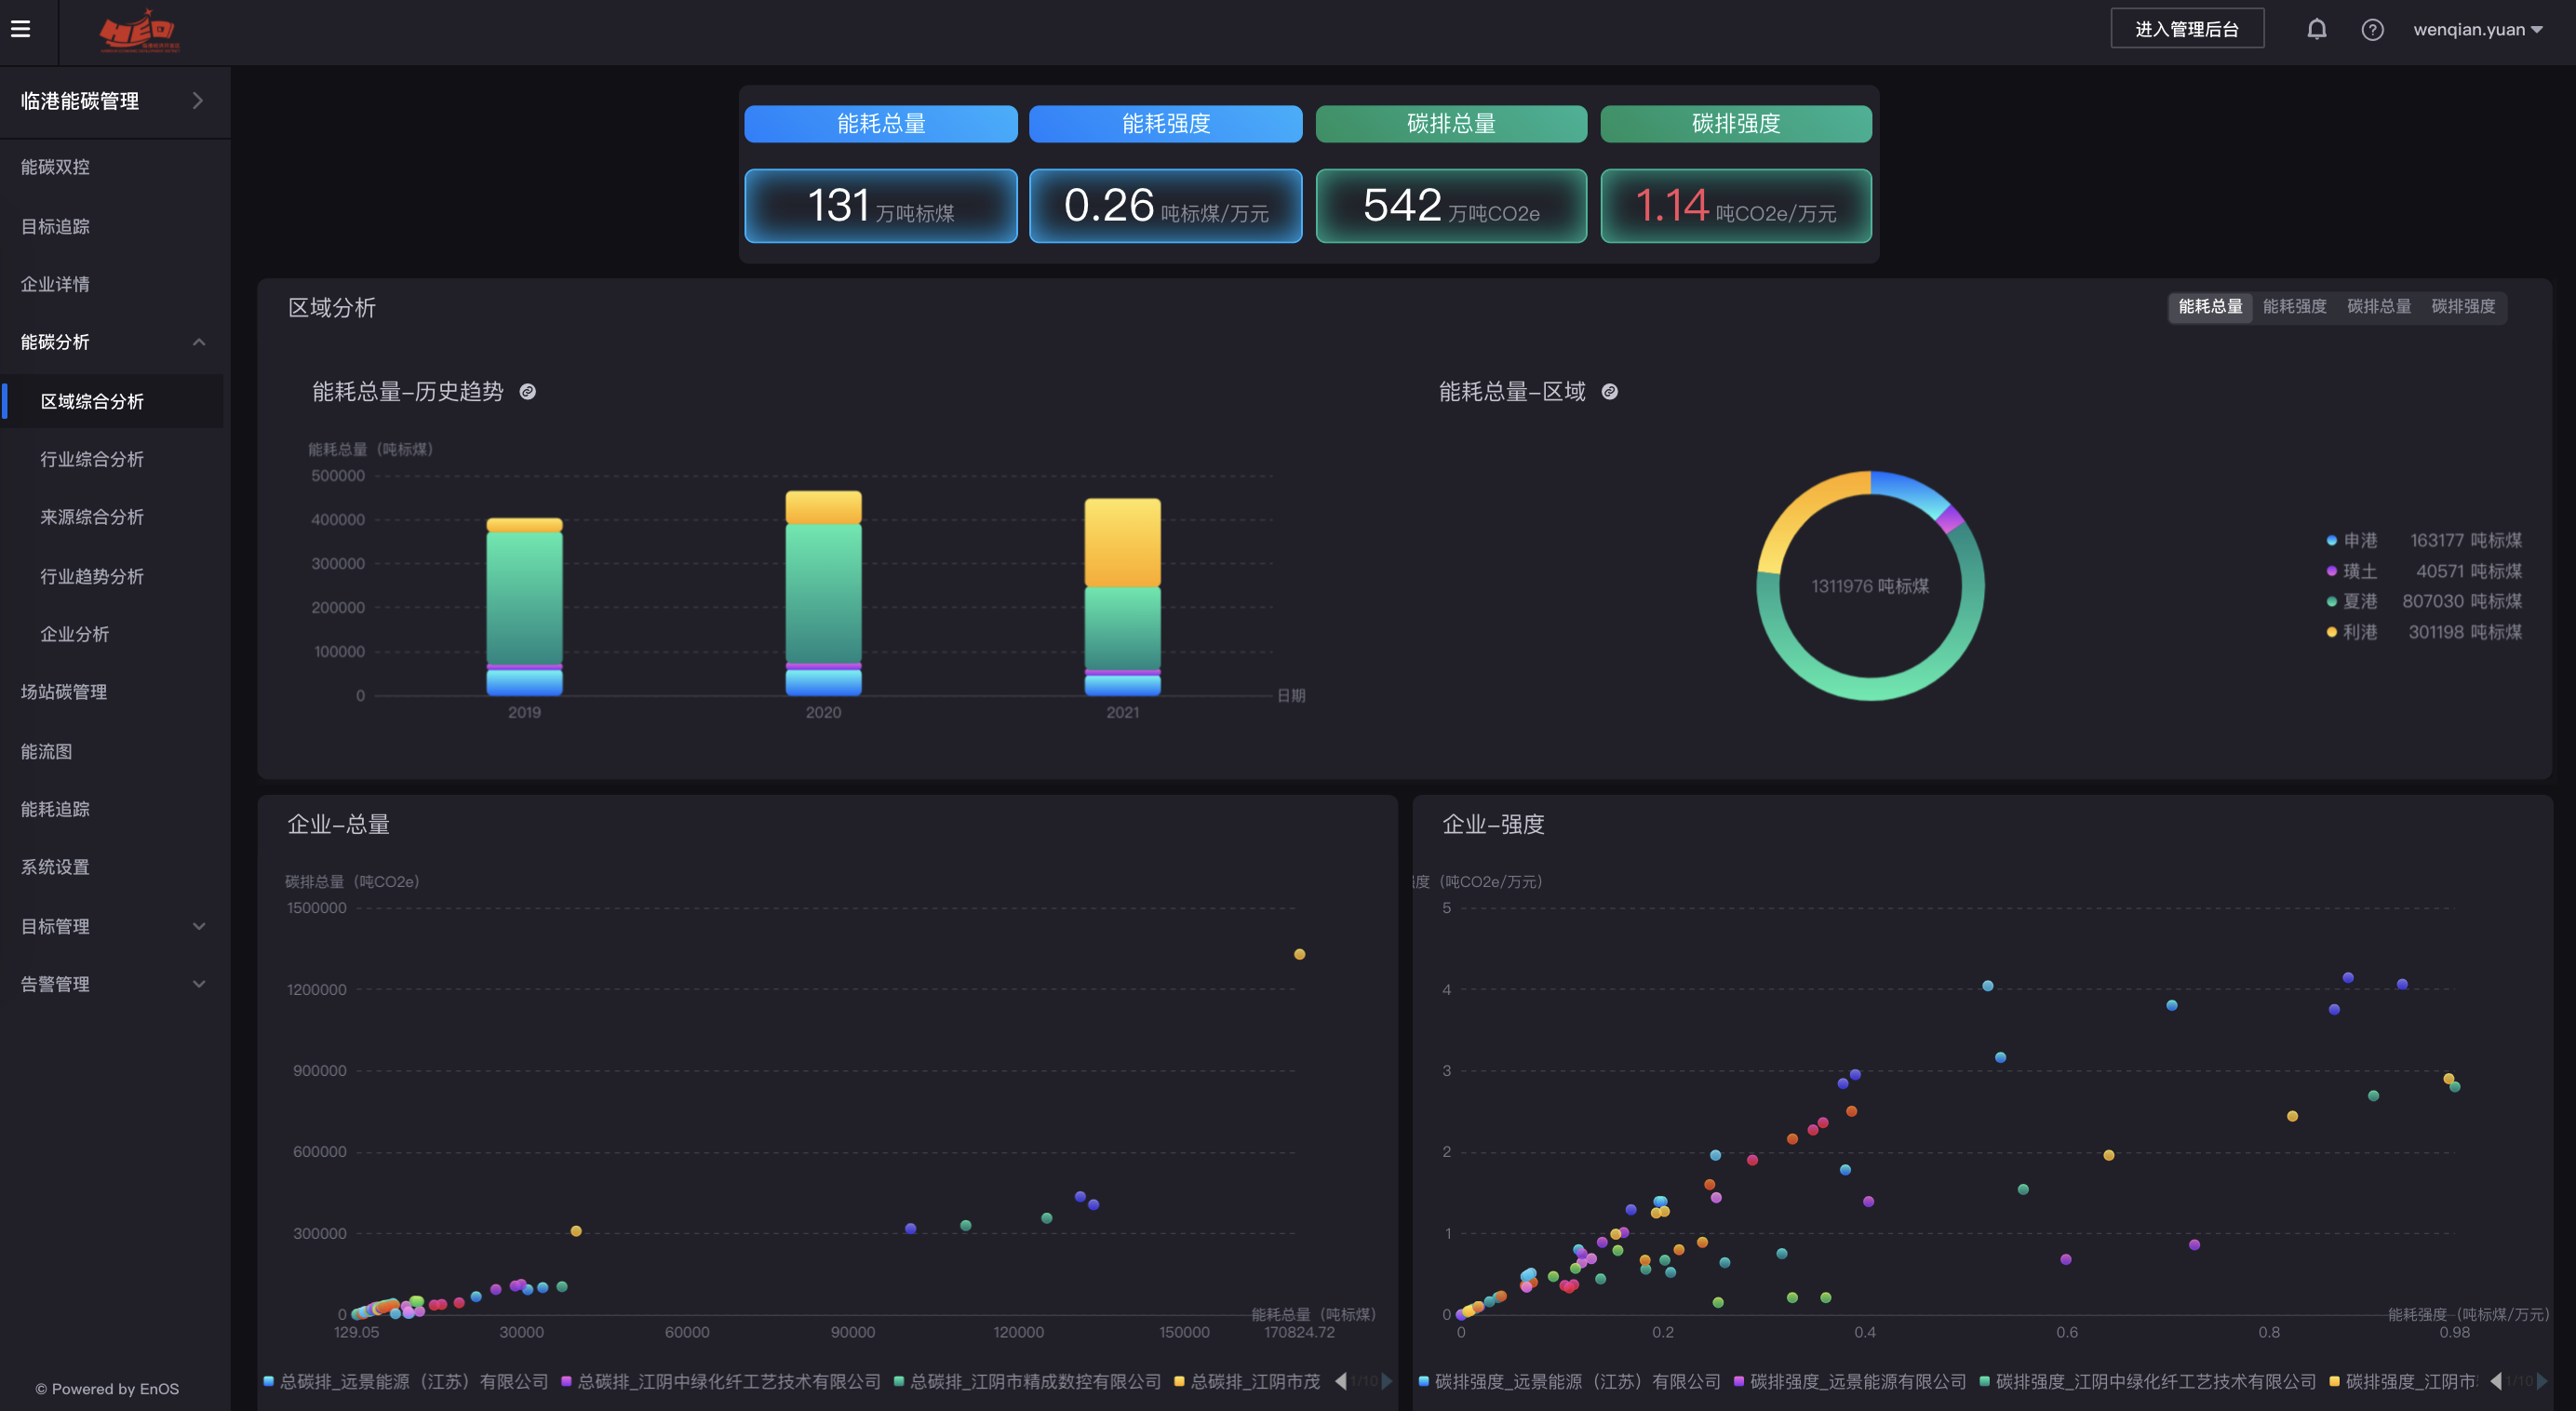 进入管理后台
wenqian.yuan
临港能碳管理
能碳双控
目标追踪
企业详情
能碳分析
区域综合分析
行业综合分析
来源综合分析
行业趋势分析
企业分析
场站碳管理
能流图
能耗追踪
系统设置
目标管理
告警管理
© Powered by EnOS
能耗总量 能耗强度 碳排总量 碳排强度
131 万吨标煤 0.26 吨标煤/万元 542 万吨CO2e 1.14 吨CO2e/万元
区域分析
能耗总量 能耗强度 碳排总量 碳排强度
能耗总量-历史趋势
能耗总量（吨标煤）
500000
400000
300000
200000
100000
0
日期
2019 2020 2021
能耗总量-区域
1311976 吨标煤
申港 163177 吨标煤
璜土 40571 吨标煤
夏港 807030 吨标煤
利港 301198 吨标煤
企业-总量
碳排总量（吨CO2e）
1500000
1200000
900000
600000
300000
0
能耗总量（吨标煤）
129.05 30000 60000 90000 120000 150000 170824.72
总碳排_远景能源（江苏）有限公司 总碳排_江阴中绿化纤工艺技术有限公司 总碳排_江阴市精成数控有限公司 总碳排_江阴市茂
1/10
企业-强度
度（吨CO2e/万元）
5
4
3
2
1
0
能耗强度（吨标煤/万元）
0 0.2 0.4 0.6 0.8 0.98
碳排强度_远景能源（江苏）有限公司 碳排强度_远景能源有限公司 碳排强度_江阴中绿化纤工艺技术有限公司 碳排强度_江阴市
1/10